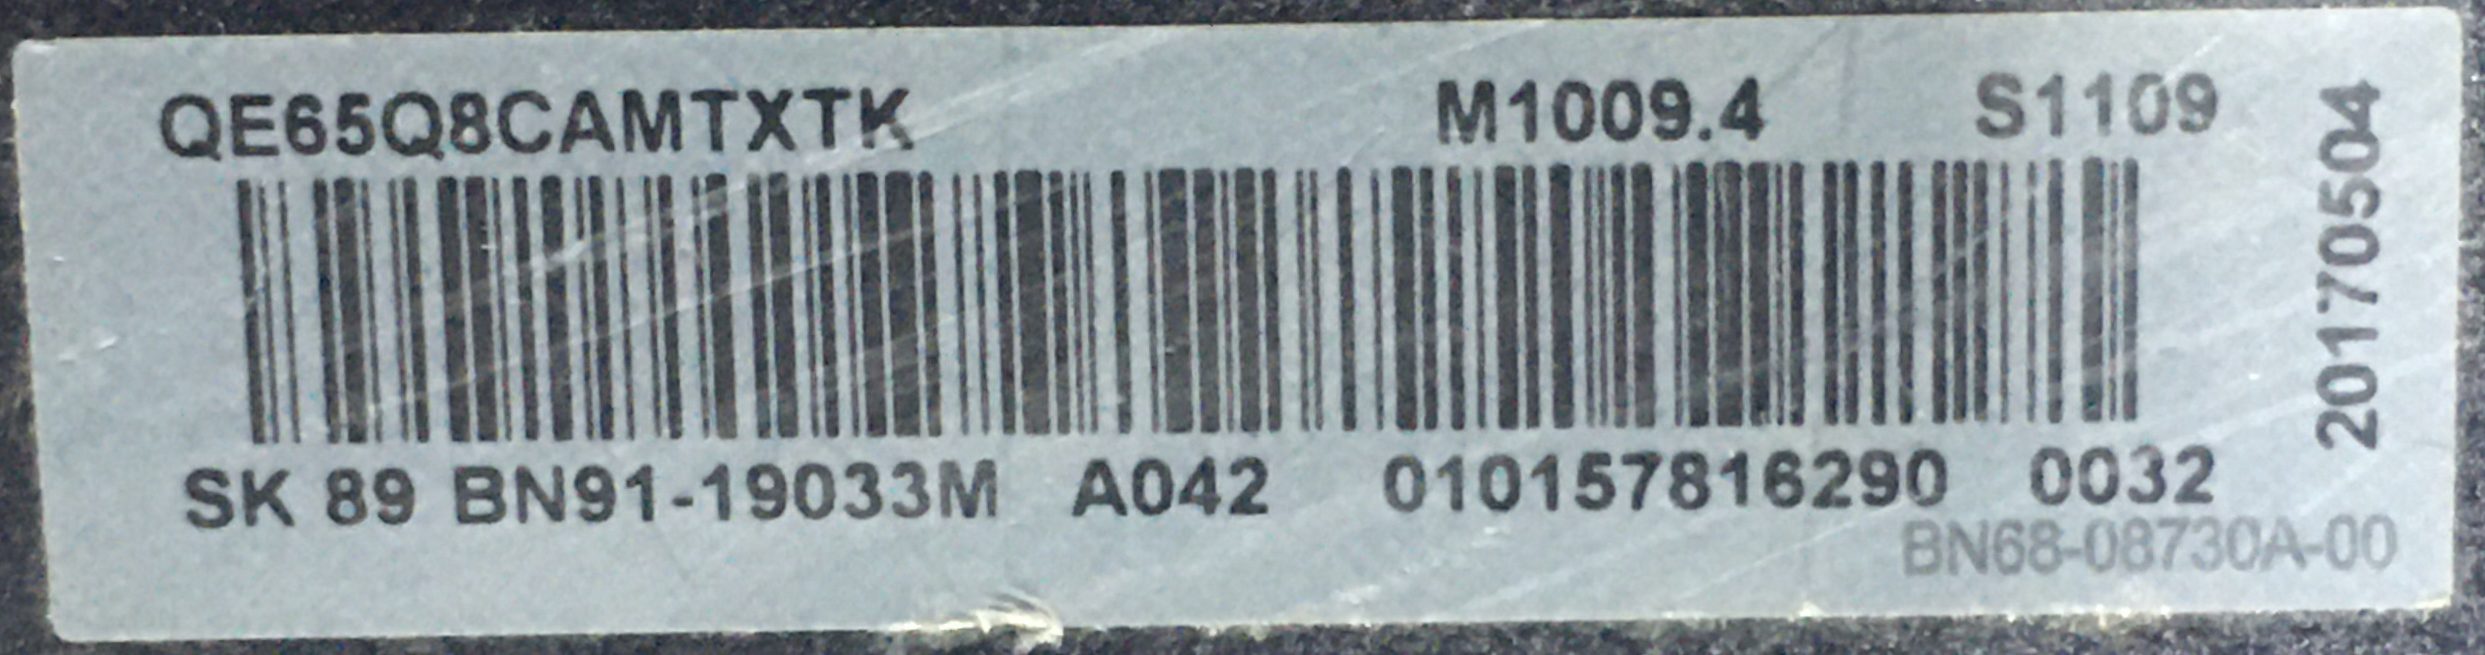 QE65Q8CAMTXTK M1009.4 S1109
20170504
SK 89 BN91-19033M A042 010157816290 0032
BN68-08730A-00